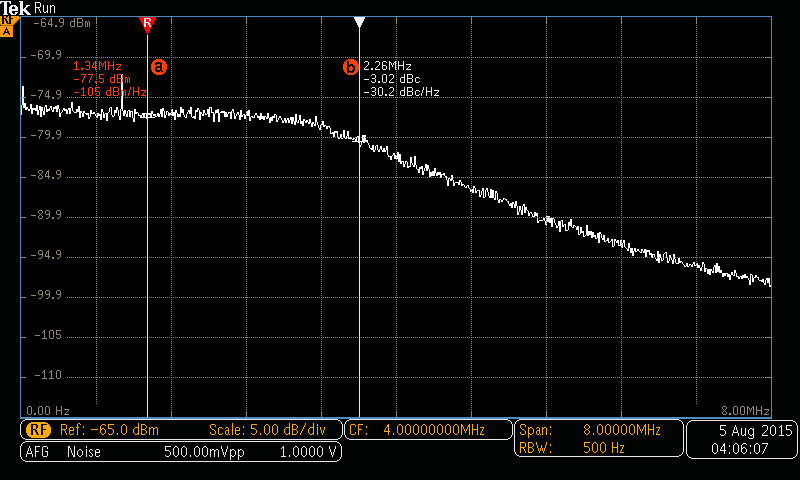 Tek Run
RF
A
-64.9 dBm
R
-69.9
1.34MHz
a
b
2.26MHz
-77.5 dBm
-3.02 dBc
-105 dBm/Hz
-30.2 dBc/Hz
-74.9
-79.9
-84.9
-89.9
-94.9
-99.9
-105
-110
0.00 Hz 8.00MHz
RF Ref: -65.0 dBm Scale: 5.00 dB/div CF: 4.00000000MHz Span: 8.00000MHz 5 Aug 2015
RBW: 500 Hz 04:06:07
AFG Noise 500.00mVpp 1.0000 V